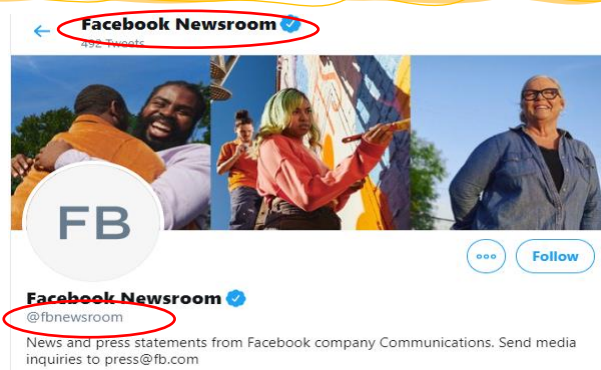 Facebook Newsroom
492 Tweets
FB
Follow
Facebook Newsroom
@fbnewsroom
News and press statements from Facebook company Communications. Send media
inquiries to press@fb.com